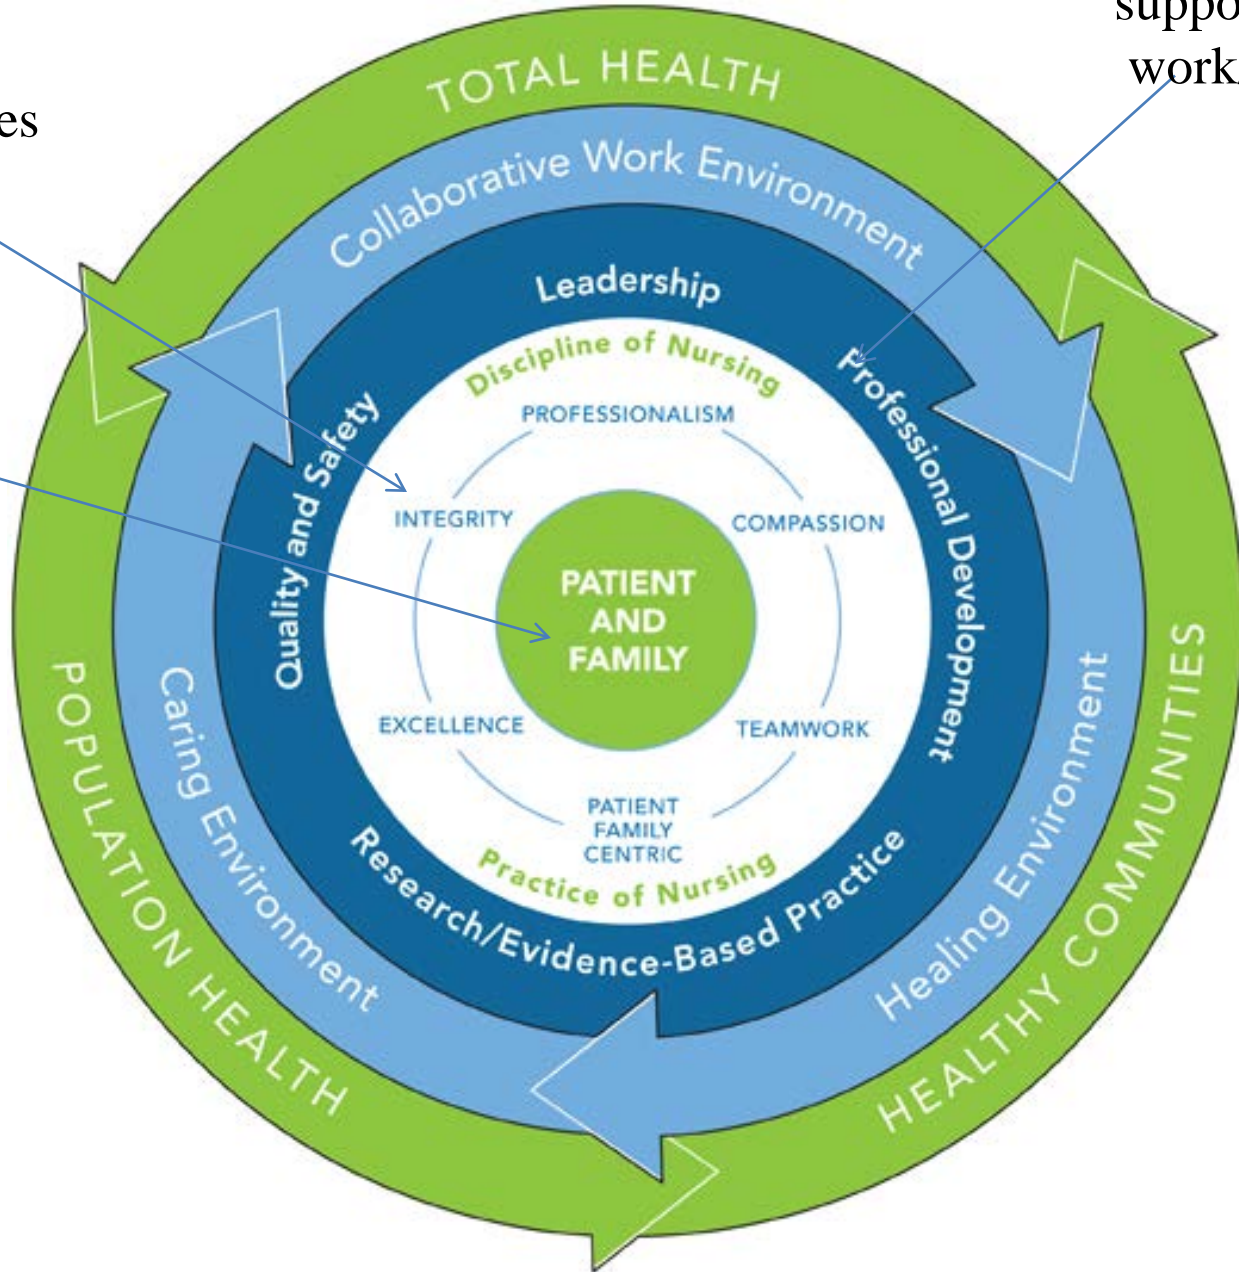 suppo
work,
es
TOTAL HEALTH
Collaborative Work Environment
Leadership
Discipline of Nursing
PROFESSIONALISM
Professional Development
Quality and Safety
INTEGRITY
COMPASSION
PATIENT
AND
FAMILY
EXCELLENCE
TEAMWORK
PATIENT
FAMILY
CENTRIC
Practice of Nursing
Research/Evidence-Based Practice
Caring Environment
Healing Environment
POPULATION HEALTH
HEALTHY COMMUNITIES